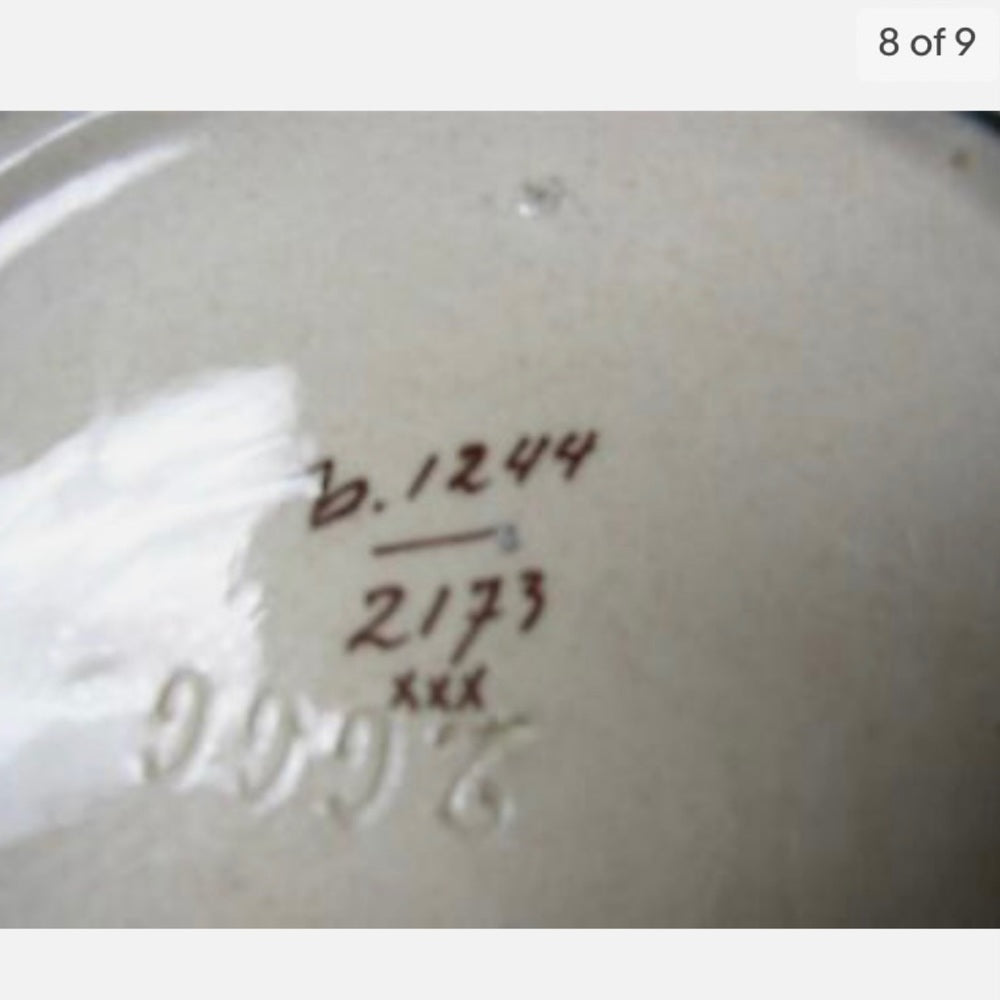 8 of 9
b.1244
2173
xxx